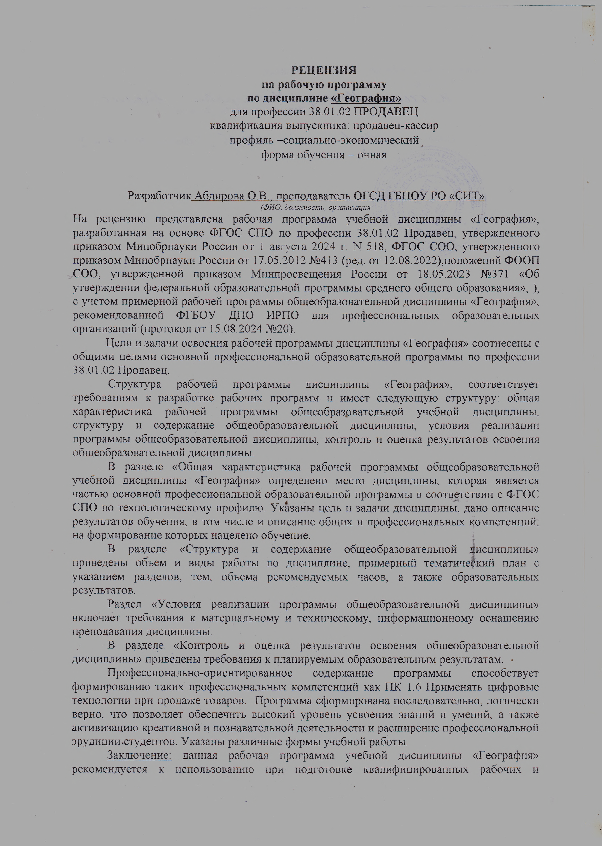 РЕЦЕНЗИЯ
на рабочую программу
по дисциплине «География»
для профессии 38.01.02 ПРОДАВЕЦ
квалификация выпускника: продавец-кассир
профиль –социально-экономический
форма обучения – очная
Разработчик Абдирова О.В., преподаватель ОГСД ГБПОУ РО «СИТ»
(ФИО, должность, организация
На рецензию представлена рабочая программа учебной дисциплины «География»,
разработанная на основе ФГОС СПО по профессии 38.01.02 Продавец, утвержденного
приказом Минобрнауки России от 1 августа 2024 г. N 518, ФГОС СОО, утвержденного
приказом Минобрнауки России от 17.05.2012 №413 (ред. от 12.08.2022),положений ФООП
СОО, утвержденной приказом Минпросвещения России от 18.05.2023 №371 «Об
утверждении федеральной образовательной программы среднего общего образования», ),
с учетом примерной рабочей программы общеобразовательной дисциплины «География»,
рекомендованной ФГБОУ ДПО ИРПО для профессиональных образовательных
организаций (протокол от 15.08.2024 №20).
Цели и задачи освоения рабочей программы дисциплины «География» соотнесены с
общими целями основной профессиональной образовательной программы по профессии
38.01.02 Продавец.
Структура рабочей программы дисциплины «География», соответствует
требованиям к разработке рабочих программ и имеет следующую структуру: общая
характеристика рабочей программы общеобразовательной учебной дисциплины,
структуру и содержание общеобразовательной дисциплины, условия реализации
программы общеобразовательной дисциплины, контроль и оценка результатов освоения
общеобразовательной дисциплины
В разделе «Общая характеристика рабочей программы общеобразовательной
учебной дисциплины «География» определено место дисциплины, которая является
частью основной профессиональной образовательной программы в соответствии с ФГОС
СПО по технологическому профилю. Указаны цель и задачи дисциплины, дано описание
результатов обучения, в том числе и описание общих и профессиональных компетенций,
на формирование которых нацелено обучение.
В разделе «Структура и содержание общеобразовательной дисциплины»
приведены объем и виды работы по дисциплине, примерный тематический план с
указанием разделов, тем, объема рекомендуемых часов, а также образовательных
результатов.
Раздел «Условия реализации программы общеобразовательной дисциплины»
включает требования к материальному и техническому, информационному оснащению
преподавания дисциплины.
В разделе «Контроль и оценка результатов освоения общеобразовательной
дисциплины» приведены требования к планируемым образовательным результатам.
Профессионально-ориентированное содержание программы способствует
формированию таких профессиональных компетенций как ПК 1.6 Применять цифровые
технологии при продаже товаров. Программа сформирована последовательно, логически
верно, что позволяет обеспечить высокий уровень усвоения знаний и умений, а также
активизацию креативной и познавательной деятельности и расширение профессиональной
эрудиции студентов. Указаны различные формы учебной работы
Заключение: данная рабочая программа учебной дисциплины «География»
рекомендуется к использованию при подготовке квалифицированных рабочих и